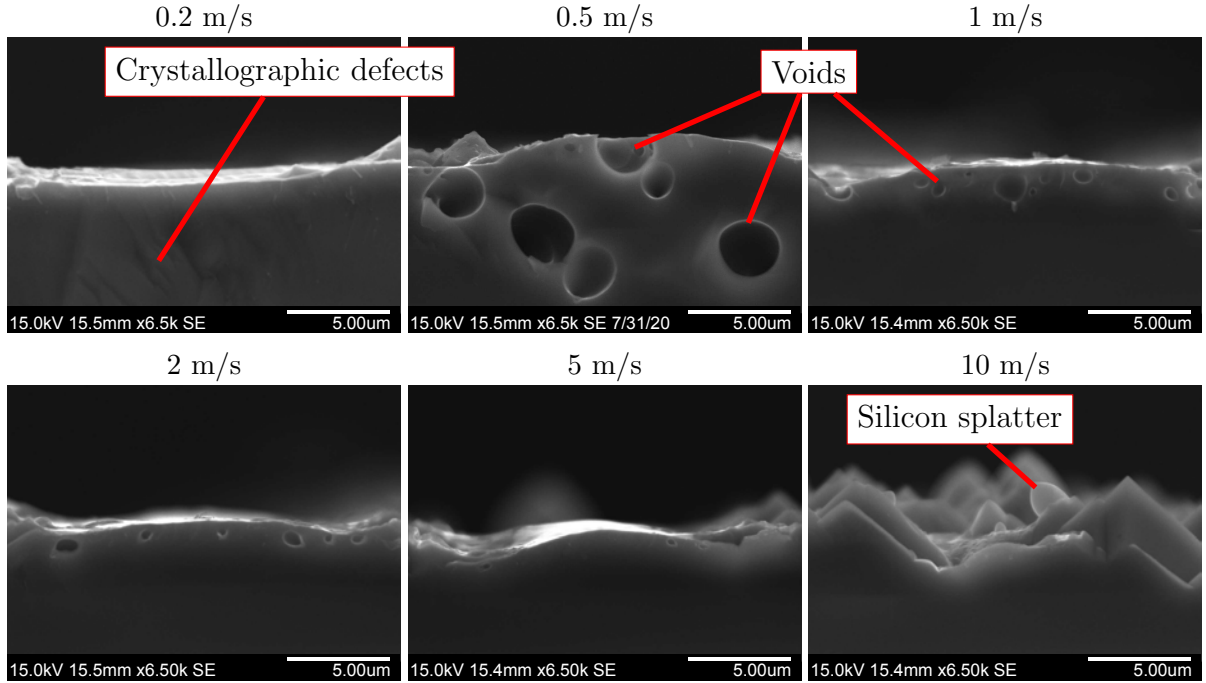 0.2 m/s
0.5 m/s
1 m/s
Crystallographic defects
Voids
15.0kV 15.5mm x6.5k SE
5.00um
15.0kV 15.5mm x6.5k SE 7/31/20
5.00um
15.0kV 15.4mm x6.50k SE
5.00um
2 m/s
5 m/s
10 m/s
Silicon splatter
15.0kV 15.5mm x6.50k SE
5.00um
15.0kV 15.4mm x6.50k SE
5.00um
15.0kV 15.4mm x6.50k SE
5.00um